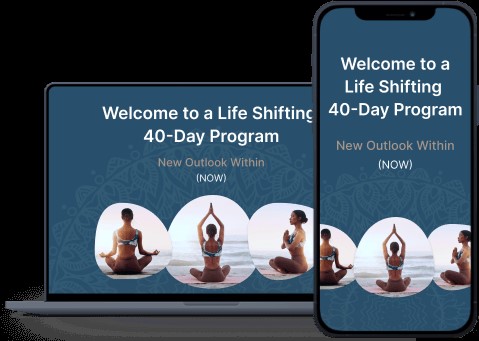 Welcome to a Life Shifting
40-Day Program
New Outlook Within
(NOW)
Welcome to a
Life Shifting
40-Day Program
New Outlook Within
(NOW)